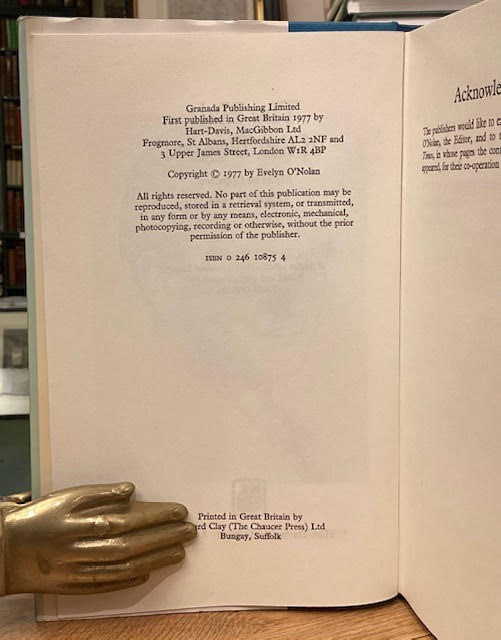 Granada Publishing Limited
First published in Great Britain 1977 by
Hart-Davis, MacGibbon Ltd
Frogmore, St Albans, Hertfordshire AL2 2NF and
3 Upper James Street, London W1R 4BP
Copyright © 1977 by Evelyn O'Nolan
All rights reserved. No part of this publication may be
reproduced, stored in a retrieval system, or transmitted,
in any form or by any means, electronic, mechanical,
photocopying, recording or otherwise, without the prior
permission of the publisher.
ISBN 0 246 10875 4
Printed in Great Britain by
ard Clay (The Chaucer Press) Ltd
Bungay, Suffolk
Acknowle
The publishers would like to e
O'Nolan, the Editor, and to t
Times, in whose pages the cont
appeared, for their co-operation